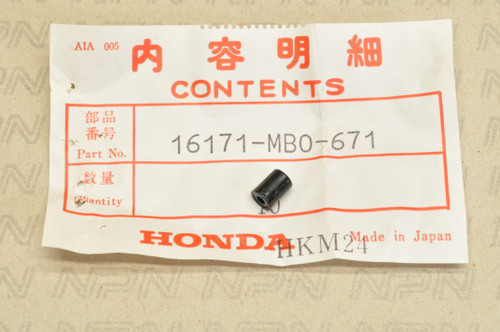 AIA 005
内容明細
CONTENTS
部品
番号
Part No.
16171-MB0-671
数量
Quantity
10
HONDA
HKM24
Made in Japan